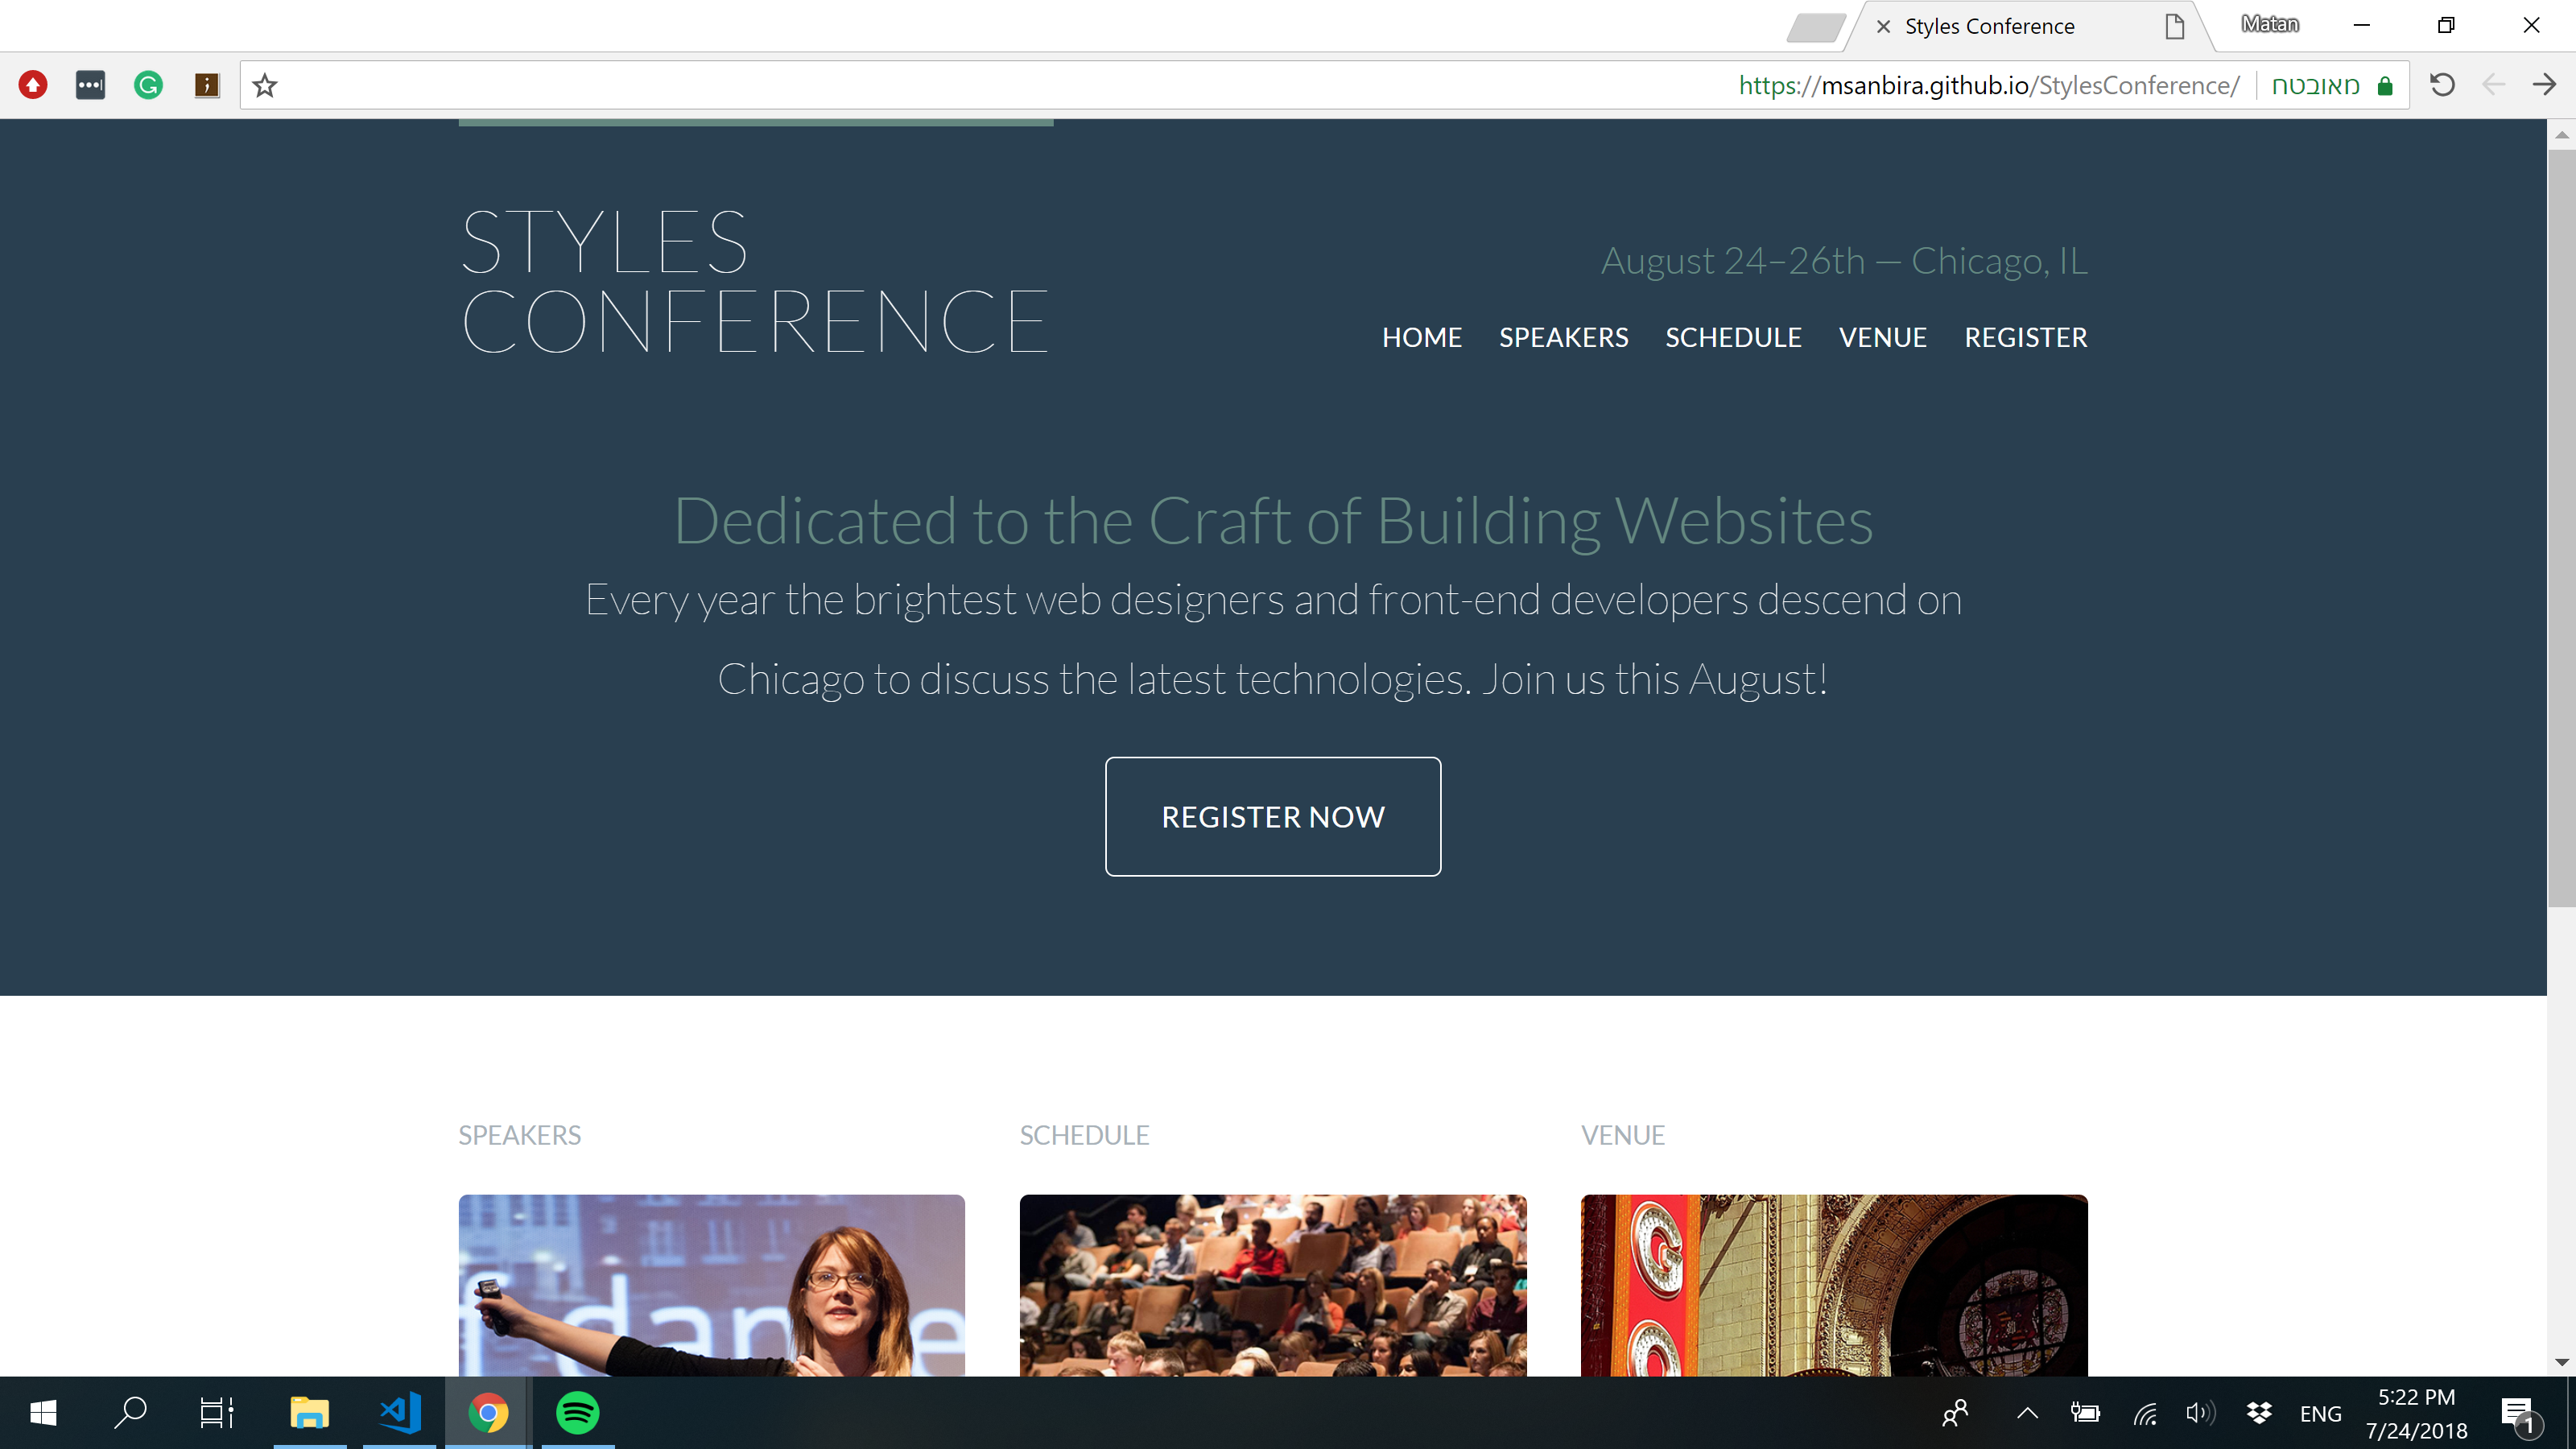 Styles Conference
Matan
https://msanbira.github.io/StylesConference/ מאובטח
STYLES
CONFERENCE
August 24–26th — Chicago, IL
HOME SPEAKERS SCHEDULE VENUE REGISTER
Dedicated to the Craft of Building Websites
Every year the brightest web designers and front-end developers descend on
Chicago to discuss the latest technologies. Join us this August!
REGISTER NOW
SPEAKERS SCHEDULE VENUE
f dan e
G
O
ENG
5:22 PM
7/24/2018
1